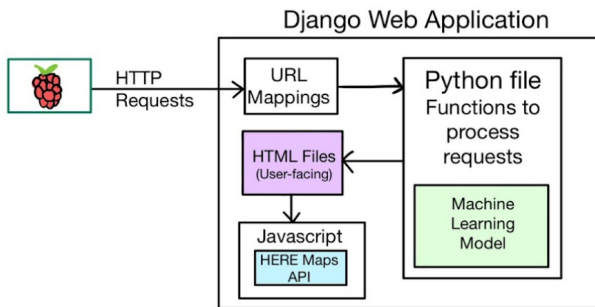 Django Web Application
HTTP
Requests
URL
Mappings
Python file
Functions to
process
requests
Machine
Learning
Model
HTML Files
(User-facing)
Javascript
HERE Maps
API